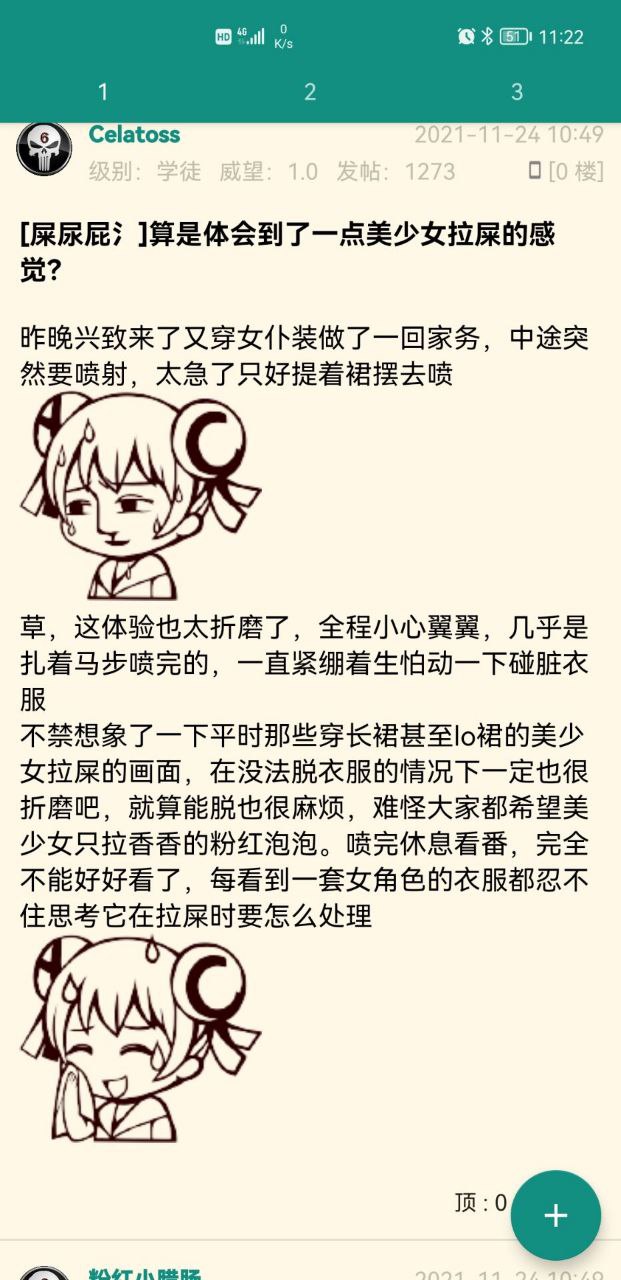 HD 4G 0 K/s 51 11:22
1 2 3
6
Celatoss 2021-11-24 10:49
级别：学徒 威望：1.0 发帖：1273 [0 楼]
[屎尿屁氵]算是体会到了一点美少女拉屎的感
觉？
昨晚兴致来了又穿女仆装做了一回家务，中途突
然要喷射，太急了只好提着裙摆去喷
草，这体验也太折磨了，全程小心翼翼，几乎是
扎着马步喷完的，一直紧绷着生怕动一下碰脏衣
服
不禁想象了一下平时那些穿长裙甚至lo裙的美少
女拉屎的画面，在没法脱衣服的情况下一定也很
折磨吧，就算能脱也很麻烦，难怪大家都希望美
少女只拉香香的粉红泡泡。喷完休息看番，完全
不能好好看了，每看到一套女角色的衣服都忍不
住思考它在拉屎时要怎么处理
顶 : 0
+
粉红小腊肠 2021-11-24 10:49